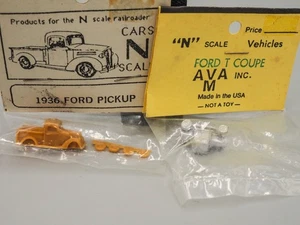 Products for the N scale railroader
CARS
N
SCAL
1936 FORD PICKUP
Price
"N" SCALE Vehicles
FORD T COUPE
AVA INC.
M
Made in the USA
— NOT A TOY —